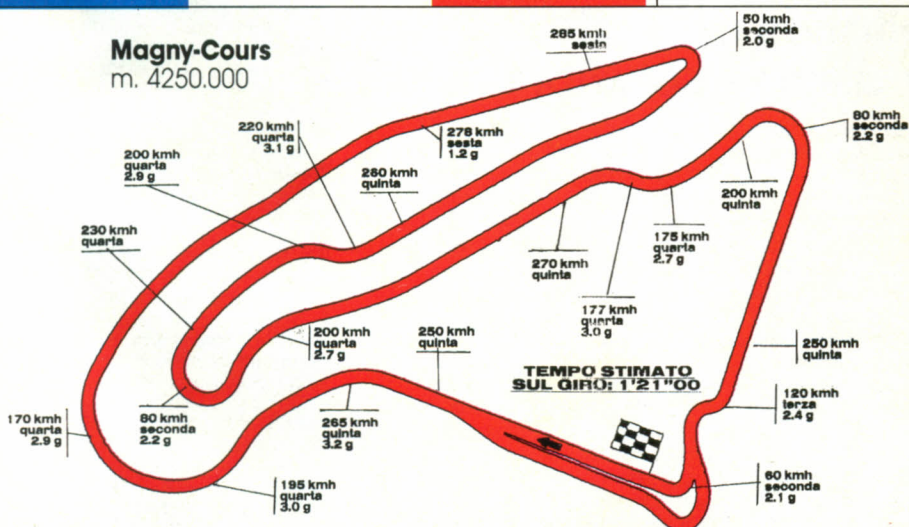 Magny-Cours
m. 4250.000
50 kmh
seconda
2.0 g
285 kmh
sesta
80 kmh
seconda
2.2 g
220 kmh
quarta
3.1 g
278 kmh
sesta
1.2 g
200 kmh
quarta
2.9 g
260 kmh
quinta
200 kmh
quinta
230 kmh
quarta
175 kmh
quarta
2.7 g
270 kmh
quinta
177 kmh
quarta
3.0 g
200 kmh
quarta
2.7 g
250 kmh
quinta
250 kmh
quinta
TEMPO STIMATO
SUL GIRO: 1'21"00
120 kmh
terza
2.4 g
170 kmh
quarta
2.9 g
80 kmh
seconda
2.2 g
265 kmh
quinta
3.2 g
60 kmh
seconda
2.1 g
195 kmh
quarta
3.0 g